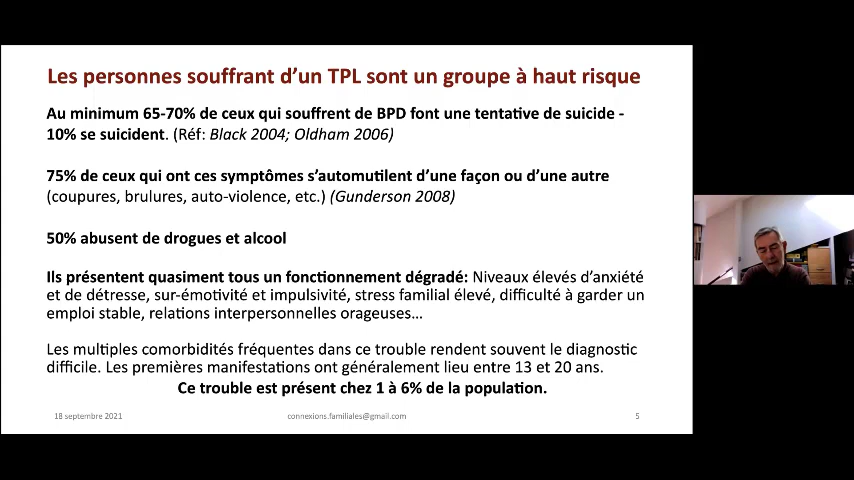 Les personnes souffrant d'un TPL sont un groupe à haut risque
Au minimum 65-70% de ceux qui souffrent de BPD font une tentative de suicide -
10% se suicident. (Réf: Black 2004; Oldham 2006)
75% de ceux qui ont ces symptômes s'automutilent d'une façon ou d'une autre
(coupures, brulures, auto-violence, etc.) (Gunderson 2008)
50% abusent de drogues et alcool
Ils présentent quasiment tous un fonctionnement dégradé: Niveaux élevés d'anxiété
et de détresse, sur-émotivité et impulsivité, stress familial élevé, difficulté à garder un
emploi stable, relations interpersonnelles orageuses...
Les multiples comorbidités fréquentes dans ce trouble rendent souvent le diagnostic
difficile. Les premières manifestations ont généralement lieu entre 13 et 20 ans.
Ce trouble est présent chez 1 à 6% de la population.
18 septembre 2021
connexions.familiales@gmail.com
5